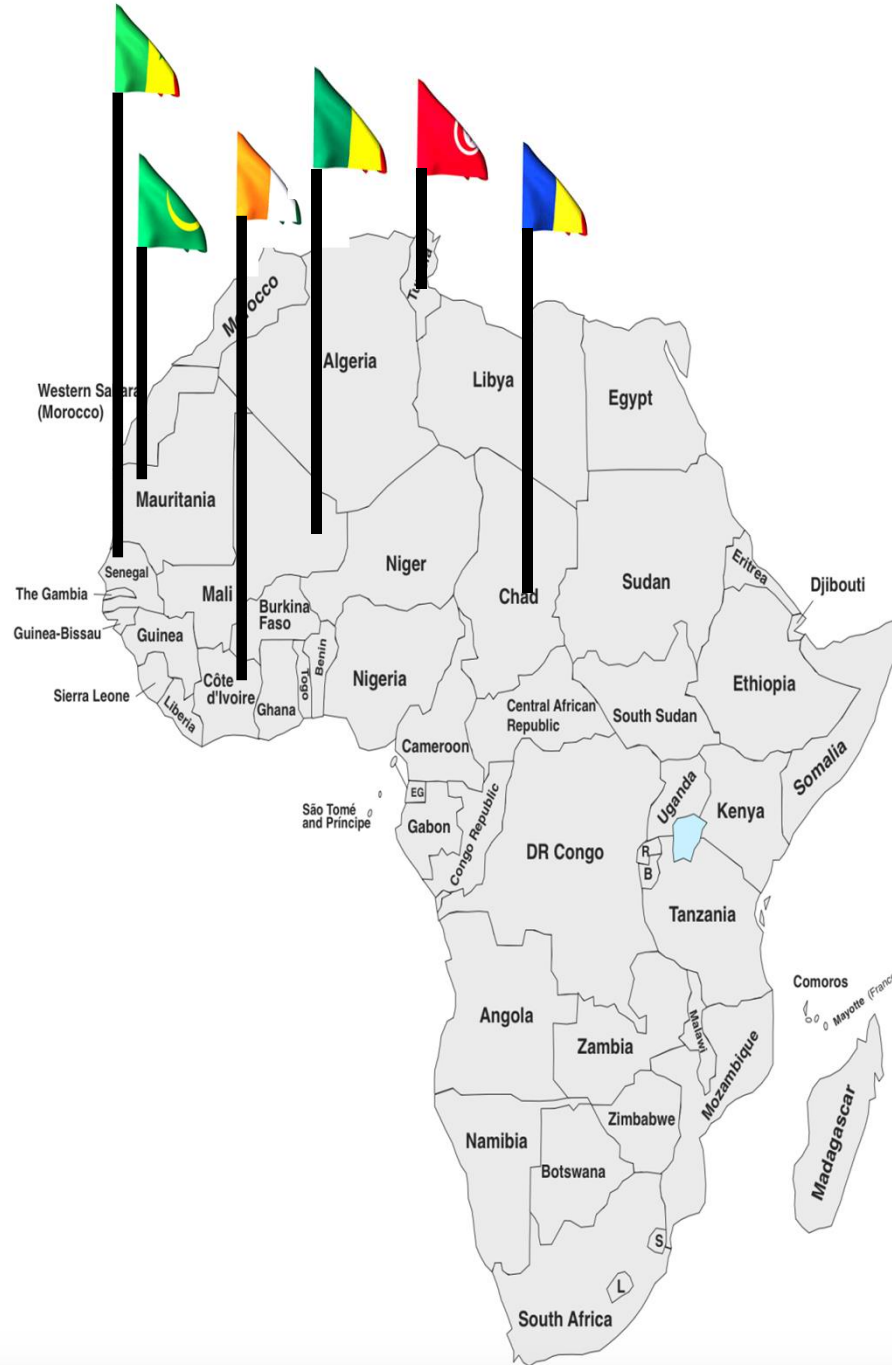 Morocco
Algeria
Libya
Egypt
Western Sahara
(Morocco)
Mauritania
Senegal
The Gambia
Guinea-Bissau
Guinea
Sierra Leone
Liberia
Mali
Burkina
Faso
Côte
d'Ivoire
Ghana
Togo
Benin
Niger
Nigeria
Chad
Sudan
Eritrea
Djibouti
Ethiopia
Somalia
Central African
Republic
South Sudan
Cameroon
EG
São Tomé
and Príncipe
Gabon
Congo Republic
DR Congo
Uganda
Kenya
R
B
Tanzania
Comoros
Mayotte
Angola
Zambia
Malawi
Mozambique
Madagascar
Namibia
Botswana
Zimbabwe
S
L
South Africa